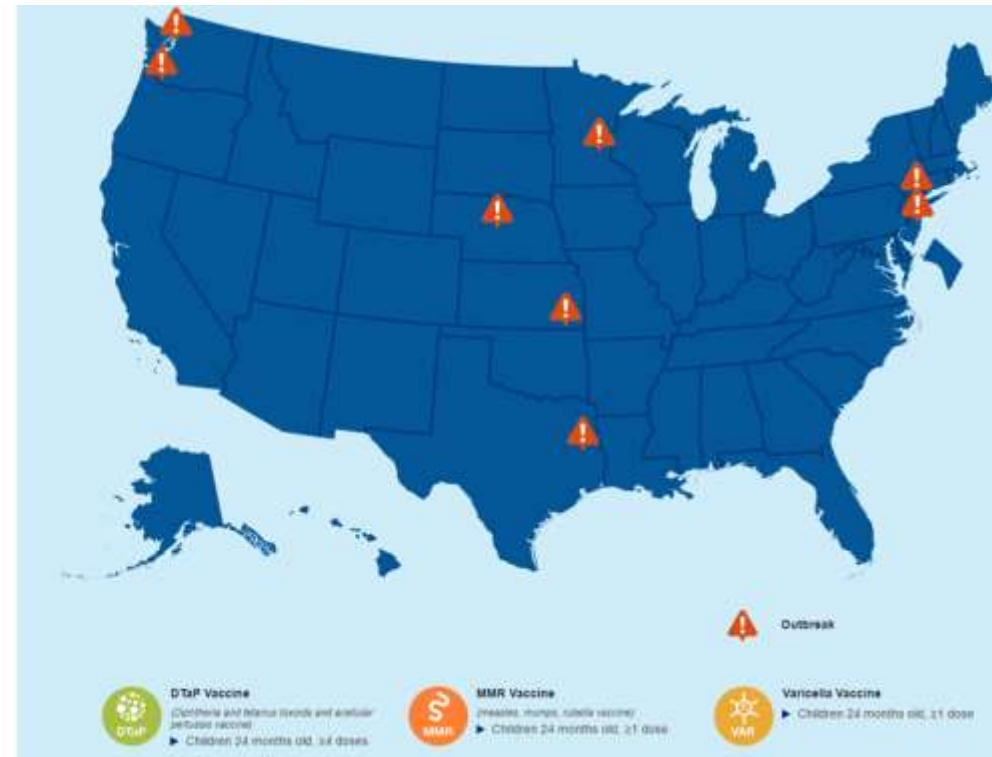 Outbreak
DTaP
DTaP Vaccine
(Diphtheria and tetanus toxoids and acellular
pertussis vaccine)
► Children 24 months old, ≥4 doses
MMR
MMR Vaccine
(measles, mumps, rubella vaccine)
► Children 24 months old, ≥1 dose
VAR
Varicella Vaccine
► Children 24 months old, ≥1 dose